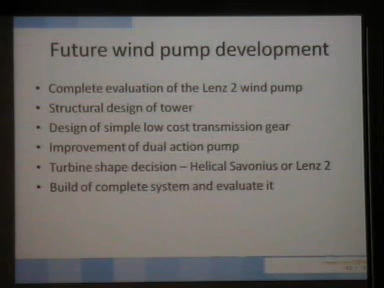 Future wind pump development
• Complete evaluation of the Lenz 2 wind pump
• Structural design of tower
• Design of simple low cost transmission gear
• Improvement of dual action pump
• Turbine shape decision – Helical Savonius or Lenz 2
• Build of complete system and evaluate it